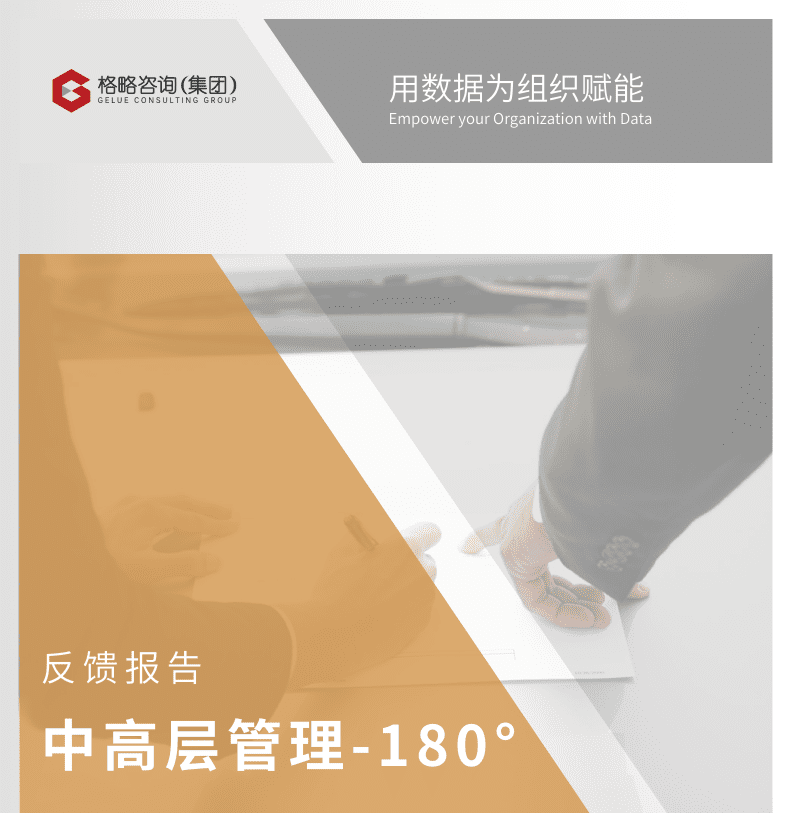 格略咨询(集团)
GELUE CONSULTING GROUP
用数据为组织赋能
Empower your Organization with Data
反馈报告
中高层管理-180°